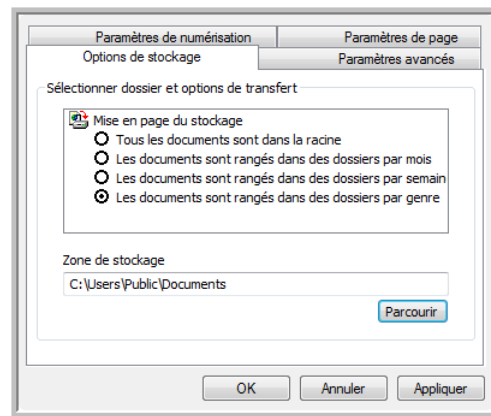 Paramètres de numérisation
Paramètres de page
Options de stockage
Paramètres avancés
Sélectionner dossier et options de transfert
Mise en page du stockage
Tous les documents sont dans la racine
Les documents sont rangés dans des dossiers par mois
Les documents sont rangés dans des dossiers par semain
Les documents sont rangés dans des dossiers par genre
Zone de stockage
C:\Users\Public\Documents
Parcourir
OK
Annuler
Appliquer